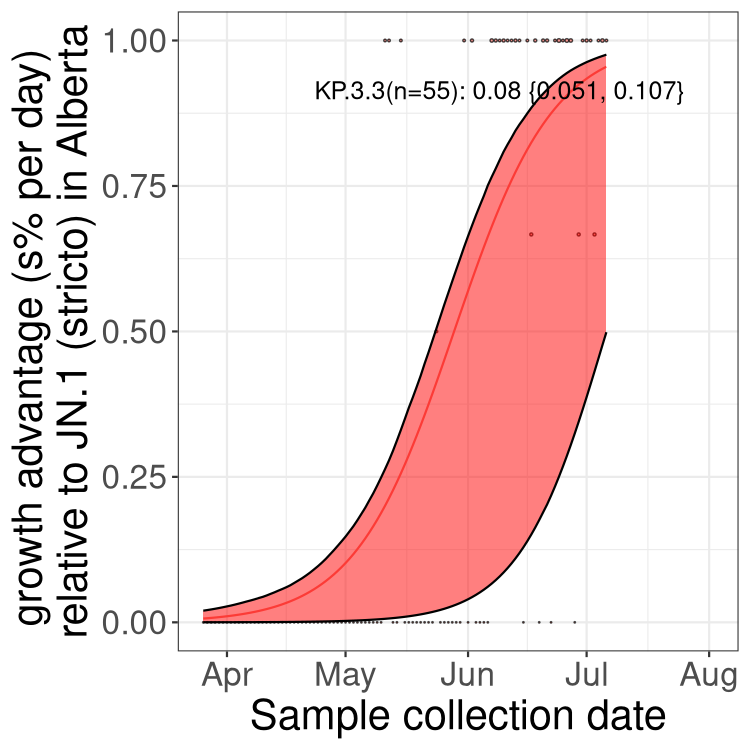 growth advantage (s% per day)
relative to JN.1 (stricto) in Alberta
1.00
0.75
0.50
0.25
0.00
KP.3.3(n=55): 0.08 {0.051, 0.107}
Apr May Jun Jul Aug
Sample collection date